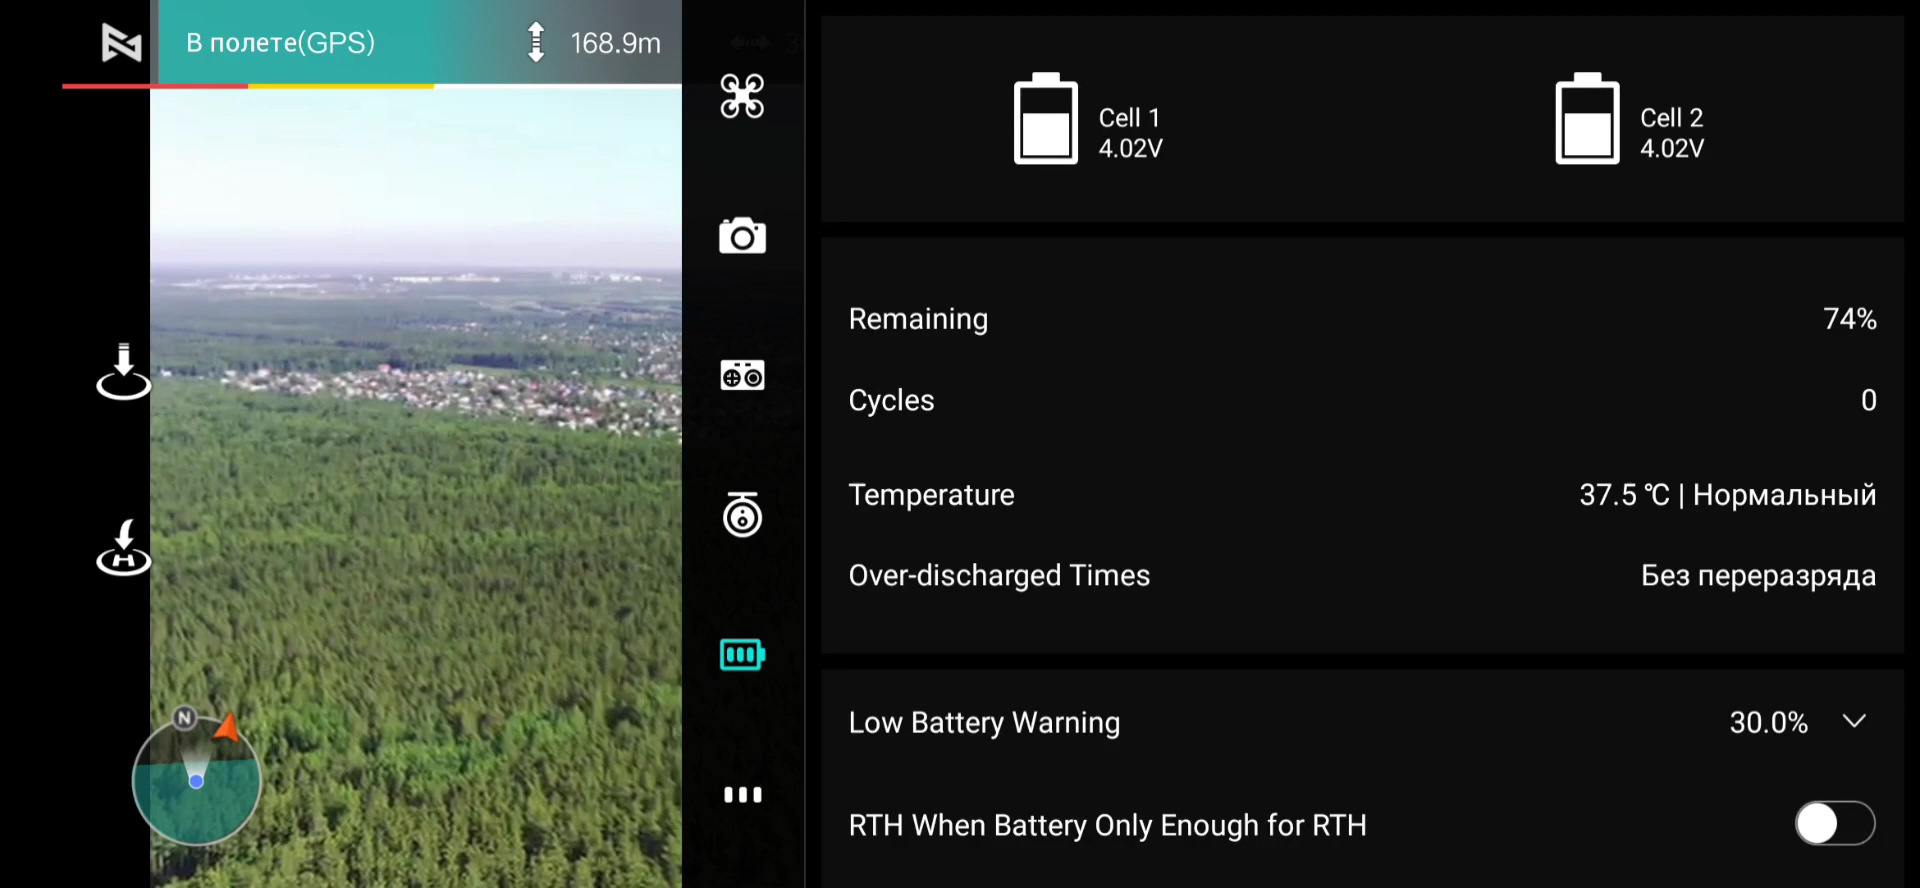 В полете(GPS)
168.9m
Cell 1
4.02V
Cell 2
4.02V
Remaining
74%
Cycles
0
Temperature
37.5 ℃ | Нормальный
Over-discharged Times
Без переразряда
Low Battery Warning
30.0%
RTH When Battery Only Enough for RTH
N
H